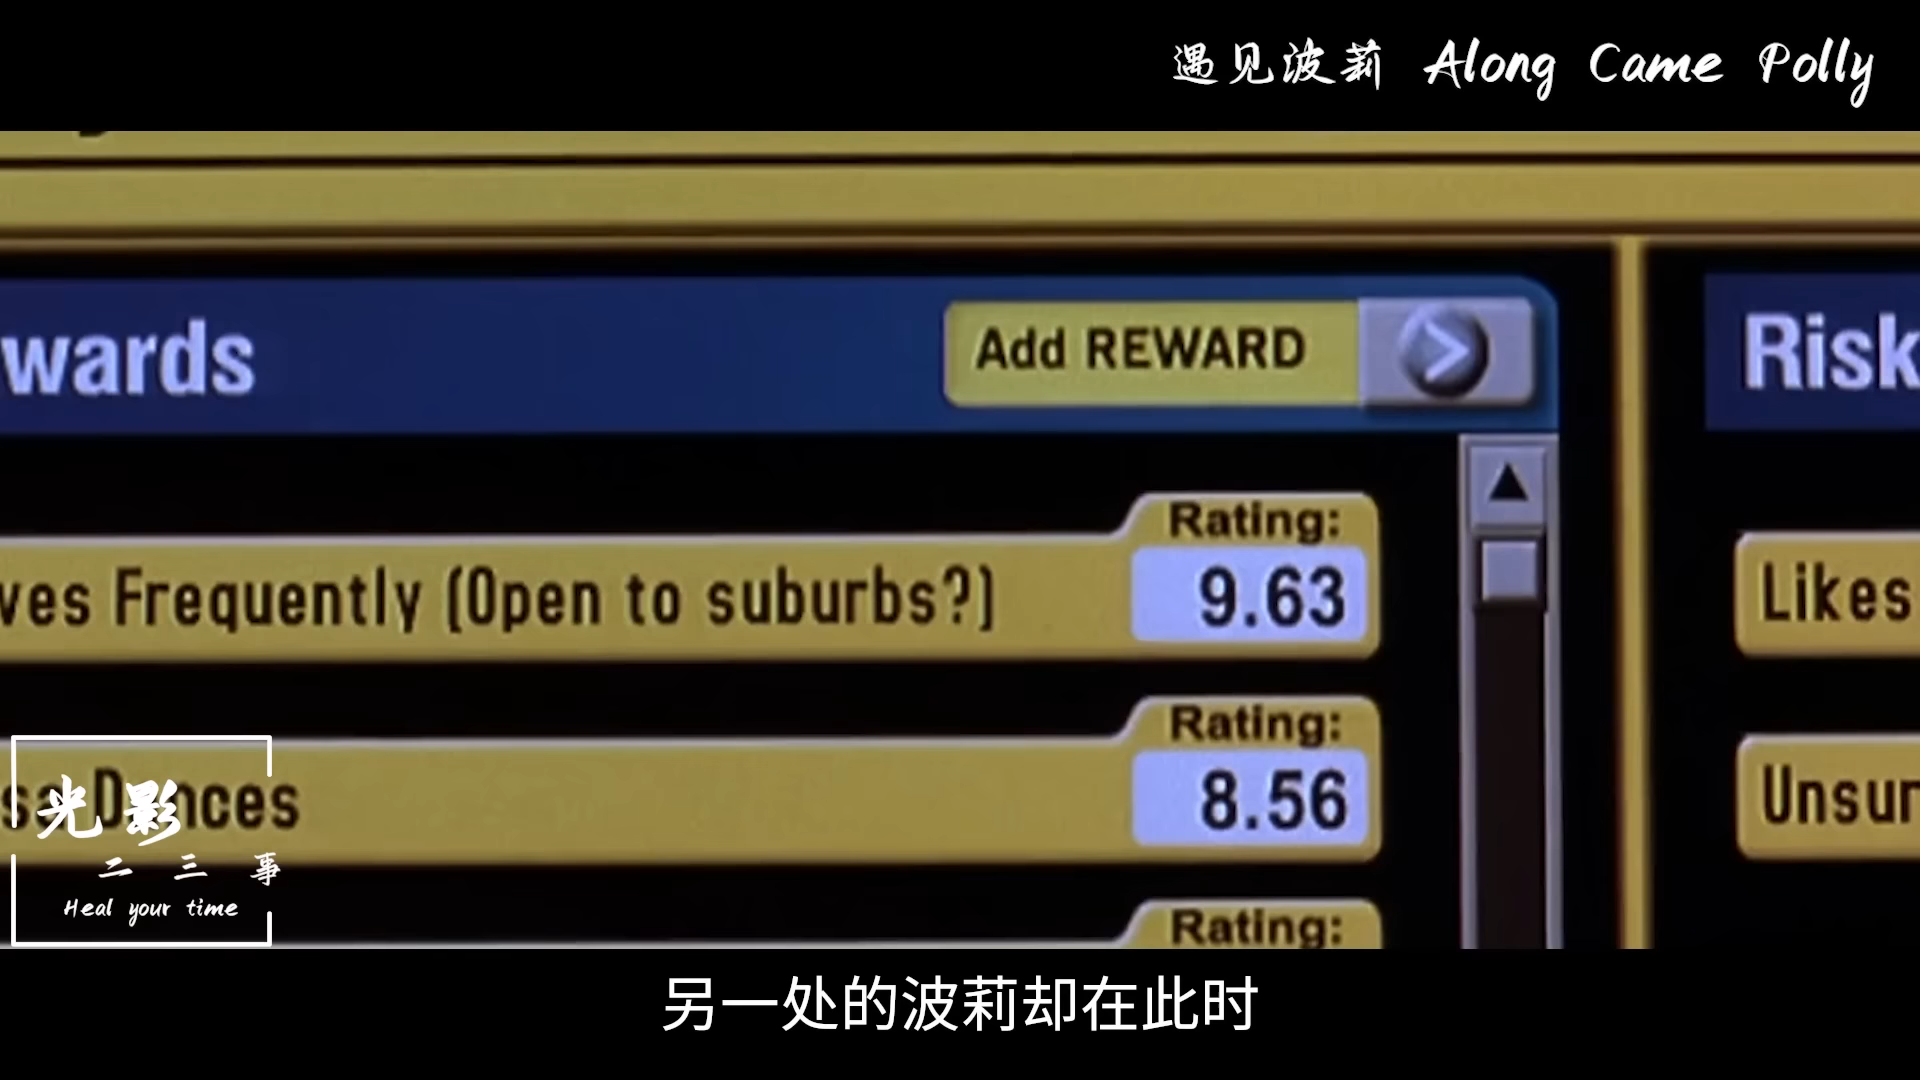 遇见波莉 Along Came Polly
wards
Add REWARD
Risk
Rating:
ves Frequently (Open to suburbs?)
9.63
Likes
Rating:
sa Dances
8.56
Unsur
光影
二三事
Heal your time
Rating:
另一处的波莉却在此时